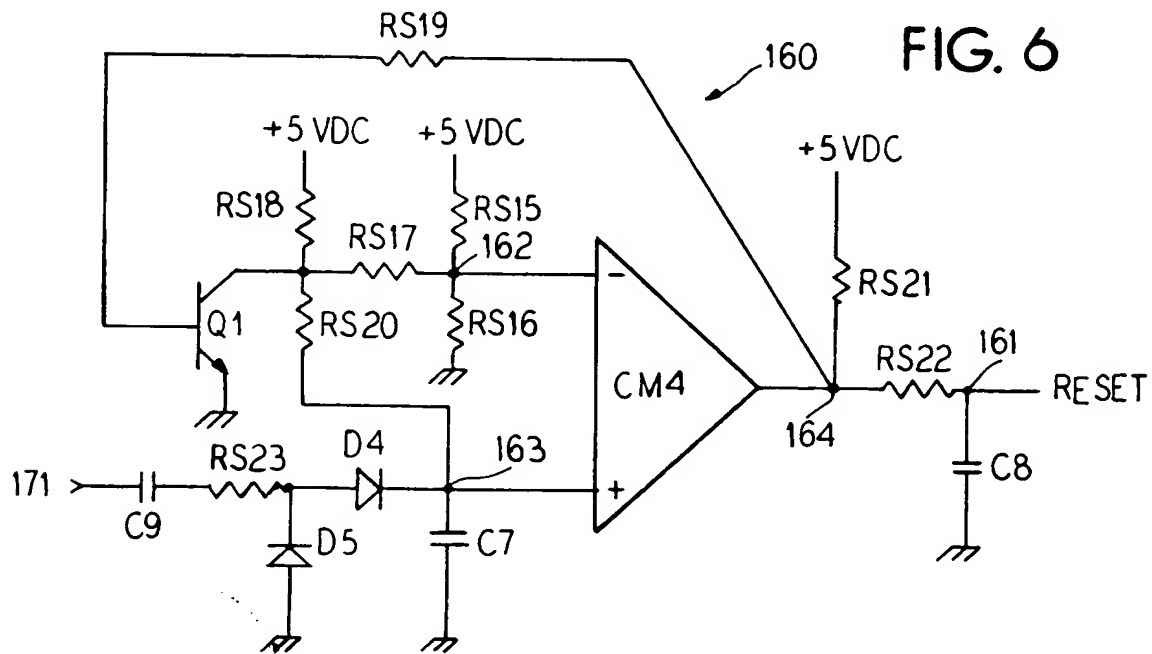 RS19
FIG. 6
160
+5 VDC
+5 VDC
+5 VDC
RS18
RS15
RS17
162
−
RS21
Q1
RS20
RS16
CM4
RS22
161
RESET
164
D4
163
RS23
171
+
C8
C9
D5
C7